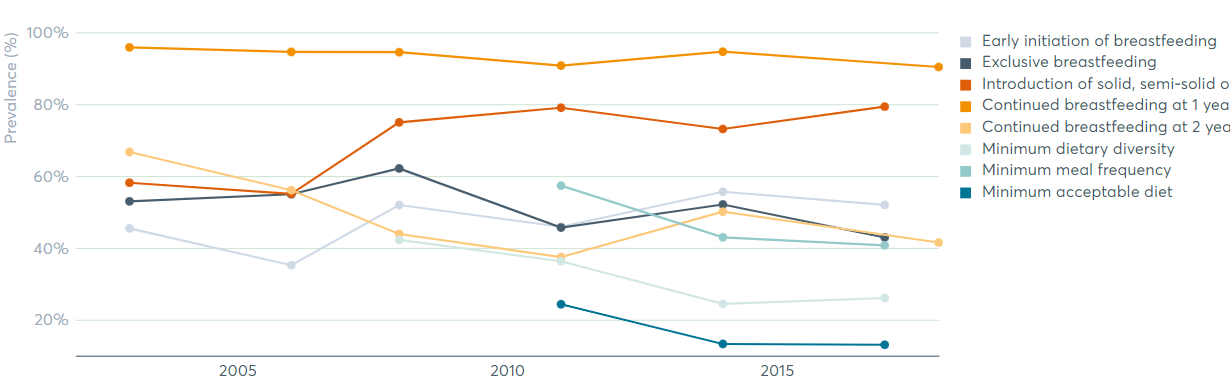 Prevalence (%)
100%
80%
60%
40%
20%
2005
2010
2015
Early initiation of breastfeeding
Exclusive breastfeeding
Introduction of solid, semi-solid o
Continued breastfeeding at 1 yea
Continued breastfeeding at 2 yea
Minimum dietary diversity
Minimum meal frequency
Minimum acceptable diet